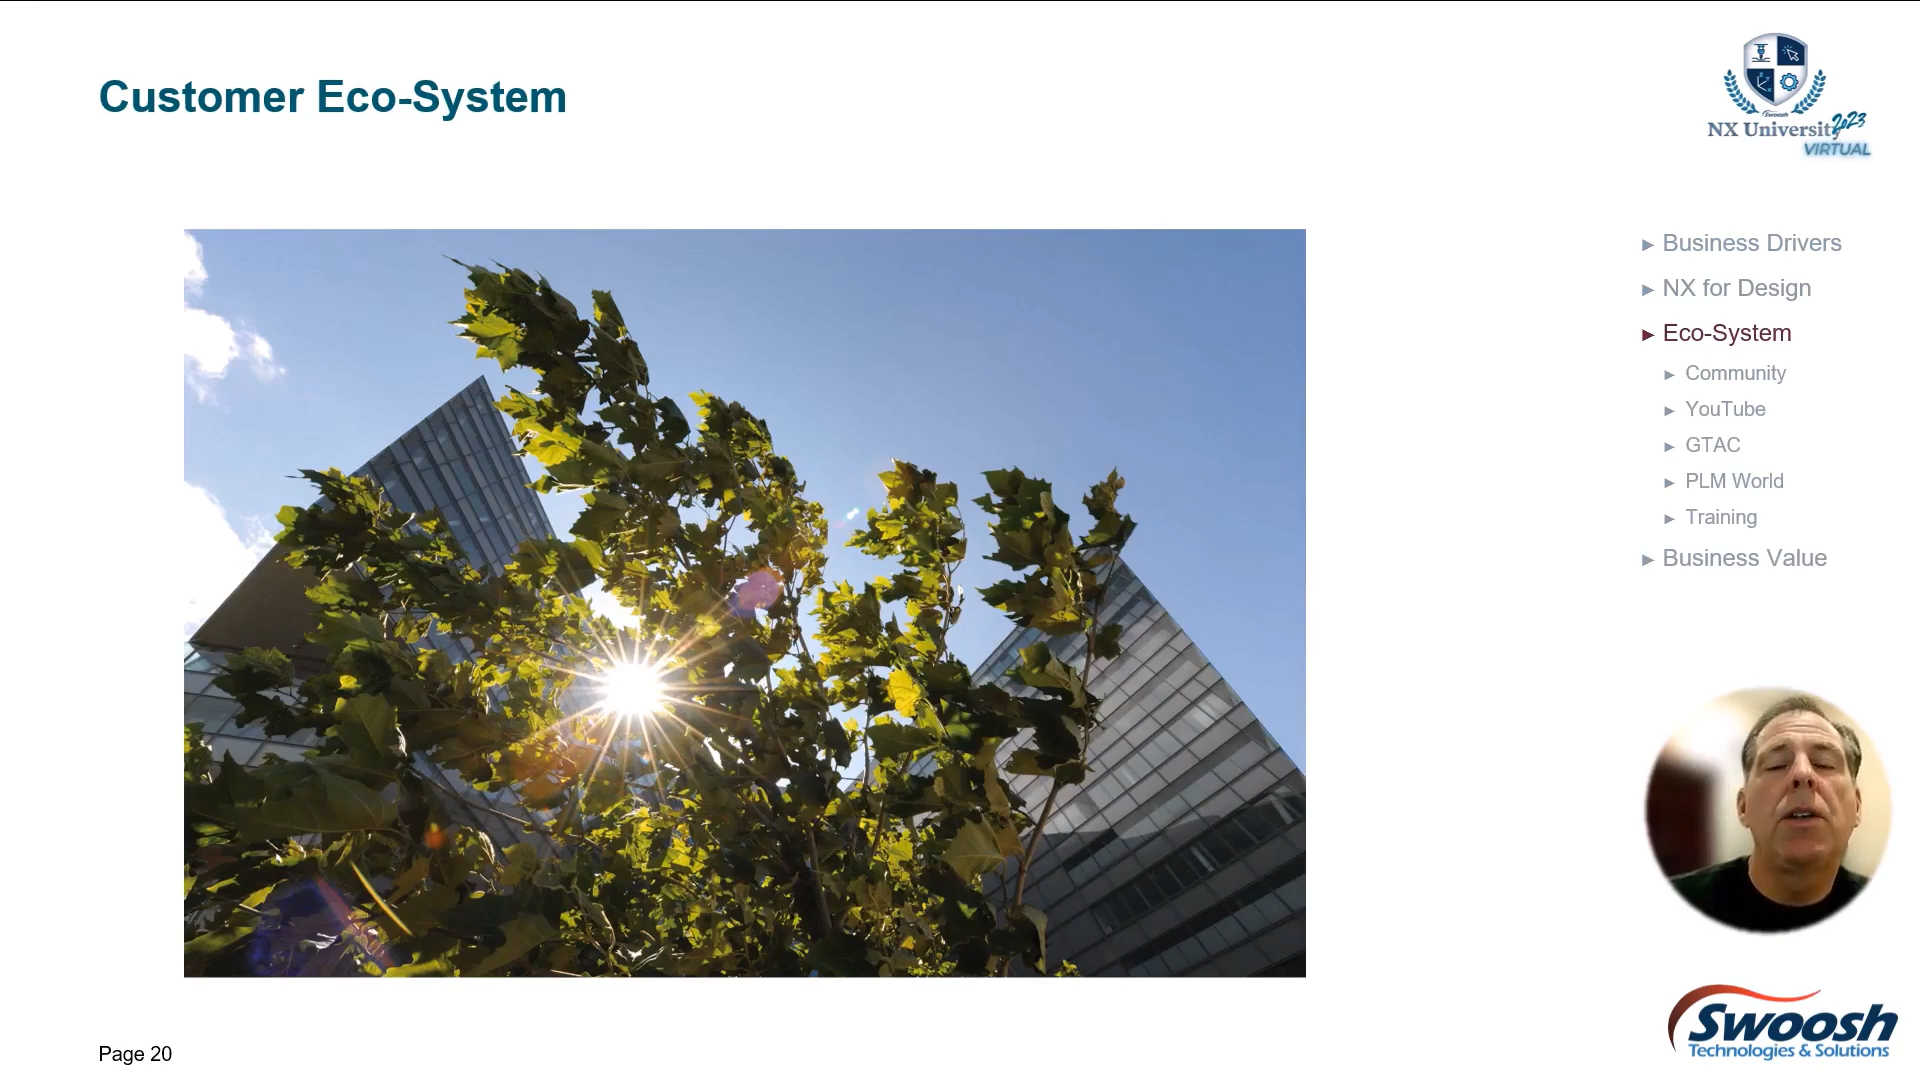 Customer Eco-System
Swoosh
NX University
2023
VIRTUAL
► Business Drivers
► NX for Design
► Eco-System
► Community
► YouTube
► GTAC
► PLM World
► Training
► Business Value
Swoosh
Technologies & Solutions
Page 20